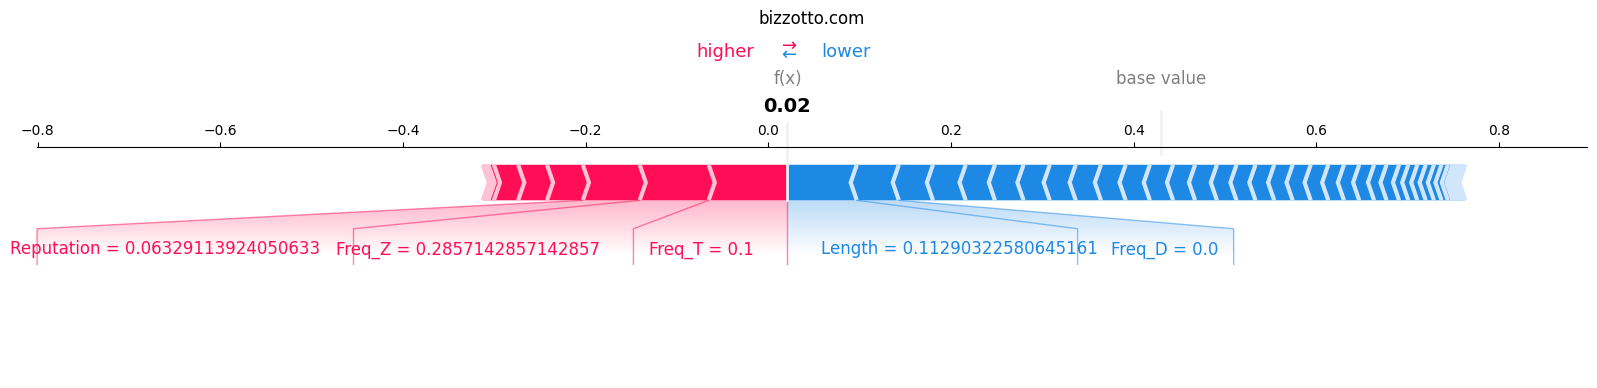 bizzotto.com
higher → ← lower
f(x) base value
0.02
−0.8 −0.6 −0.4 −0.2 0.0 0.2 0.4 0.6 0.8
Reputation = 0.06329113924050633 Freq_Z = 0.2857142857142857 Freq_T = 0.1 Length = 0.11290322580645161 Freq_D = 0.0